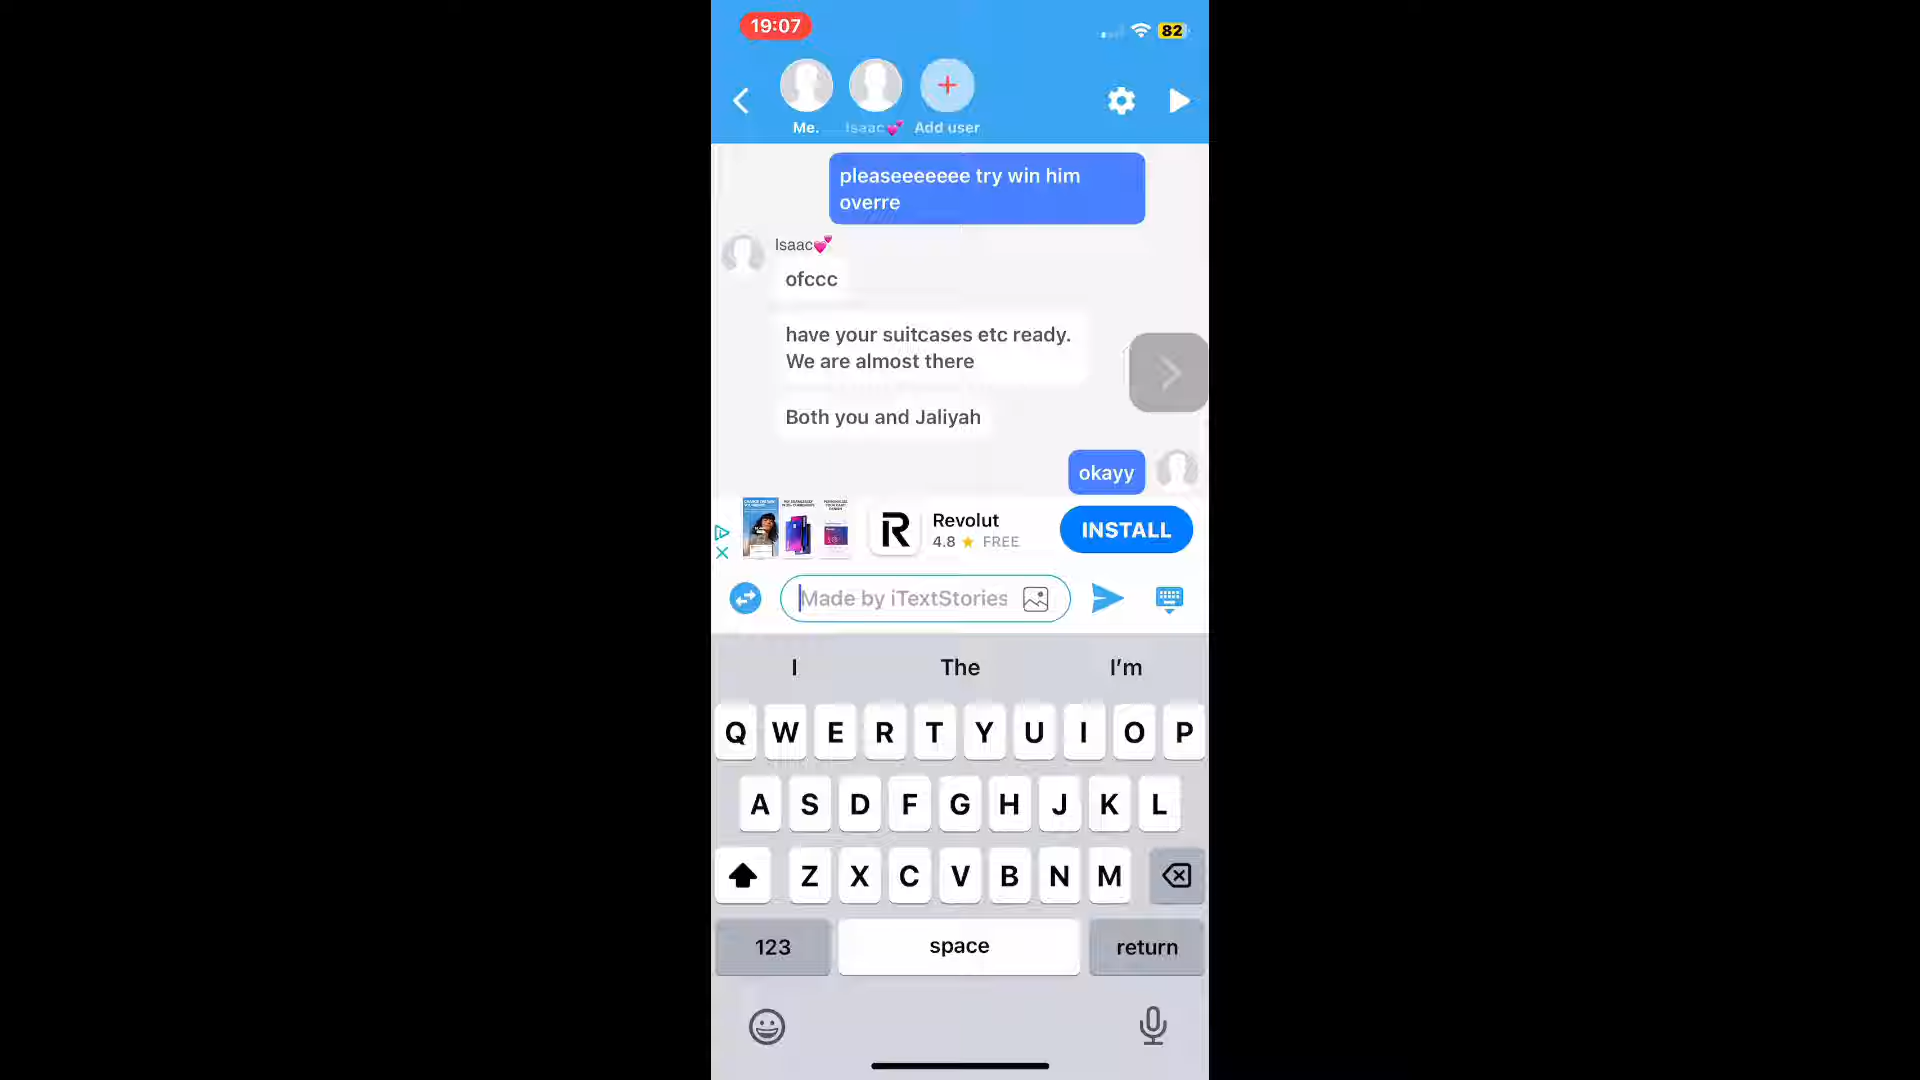 19:07
82
Me.
Isaac💕
Add user
pleaseeeeeee try win him
overre
Isaac💕
ofccc
have your suitcases etc ready.
We are almost there
Both you and Jaliyah
okayy
Revolut
4.8 ★ FREE
INSTALL
Made by iTextStories
I The I'm
Q W E R T Y U I O P
A S D F G H J K L
Z X C V B N M
123 space return